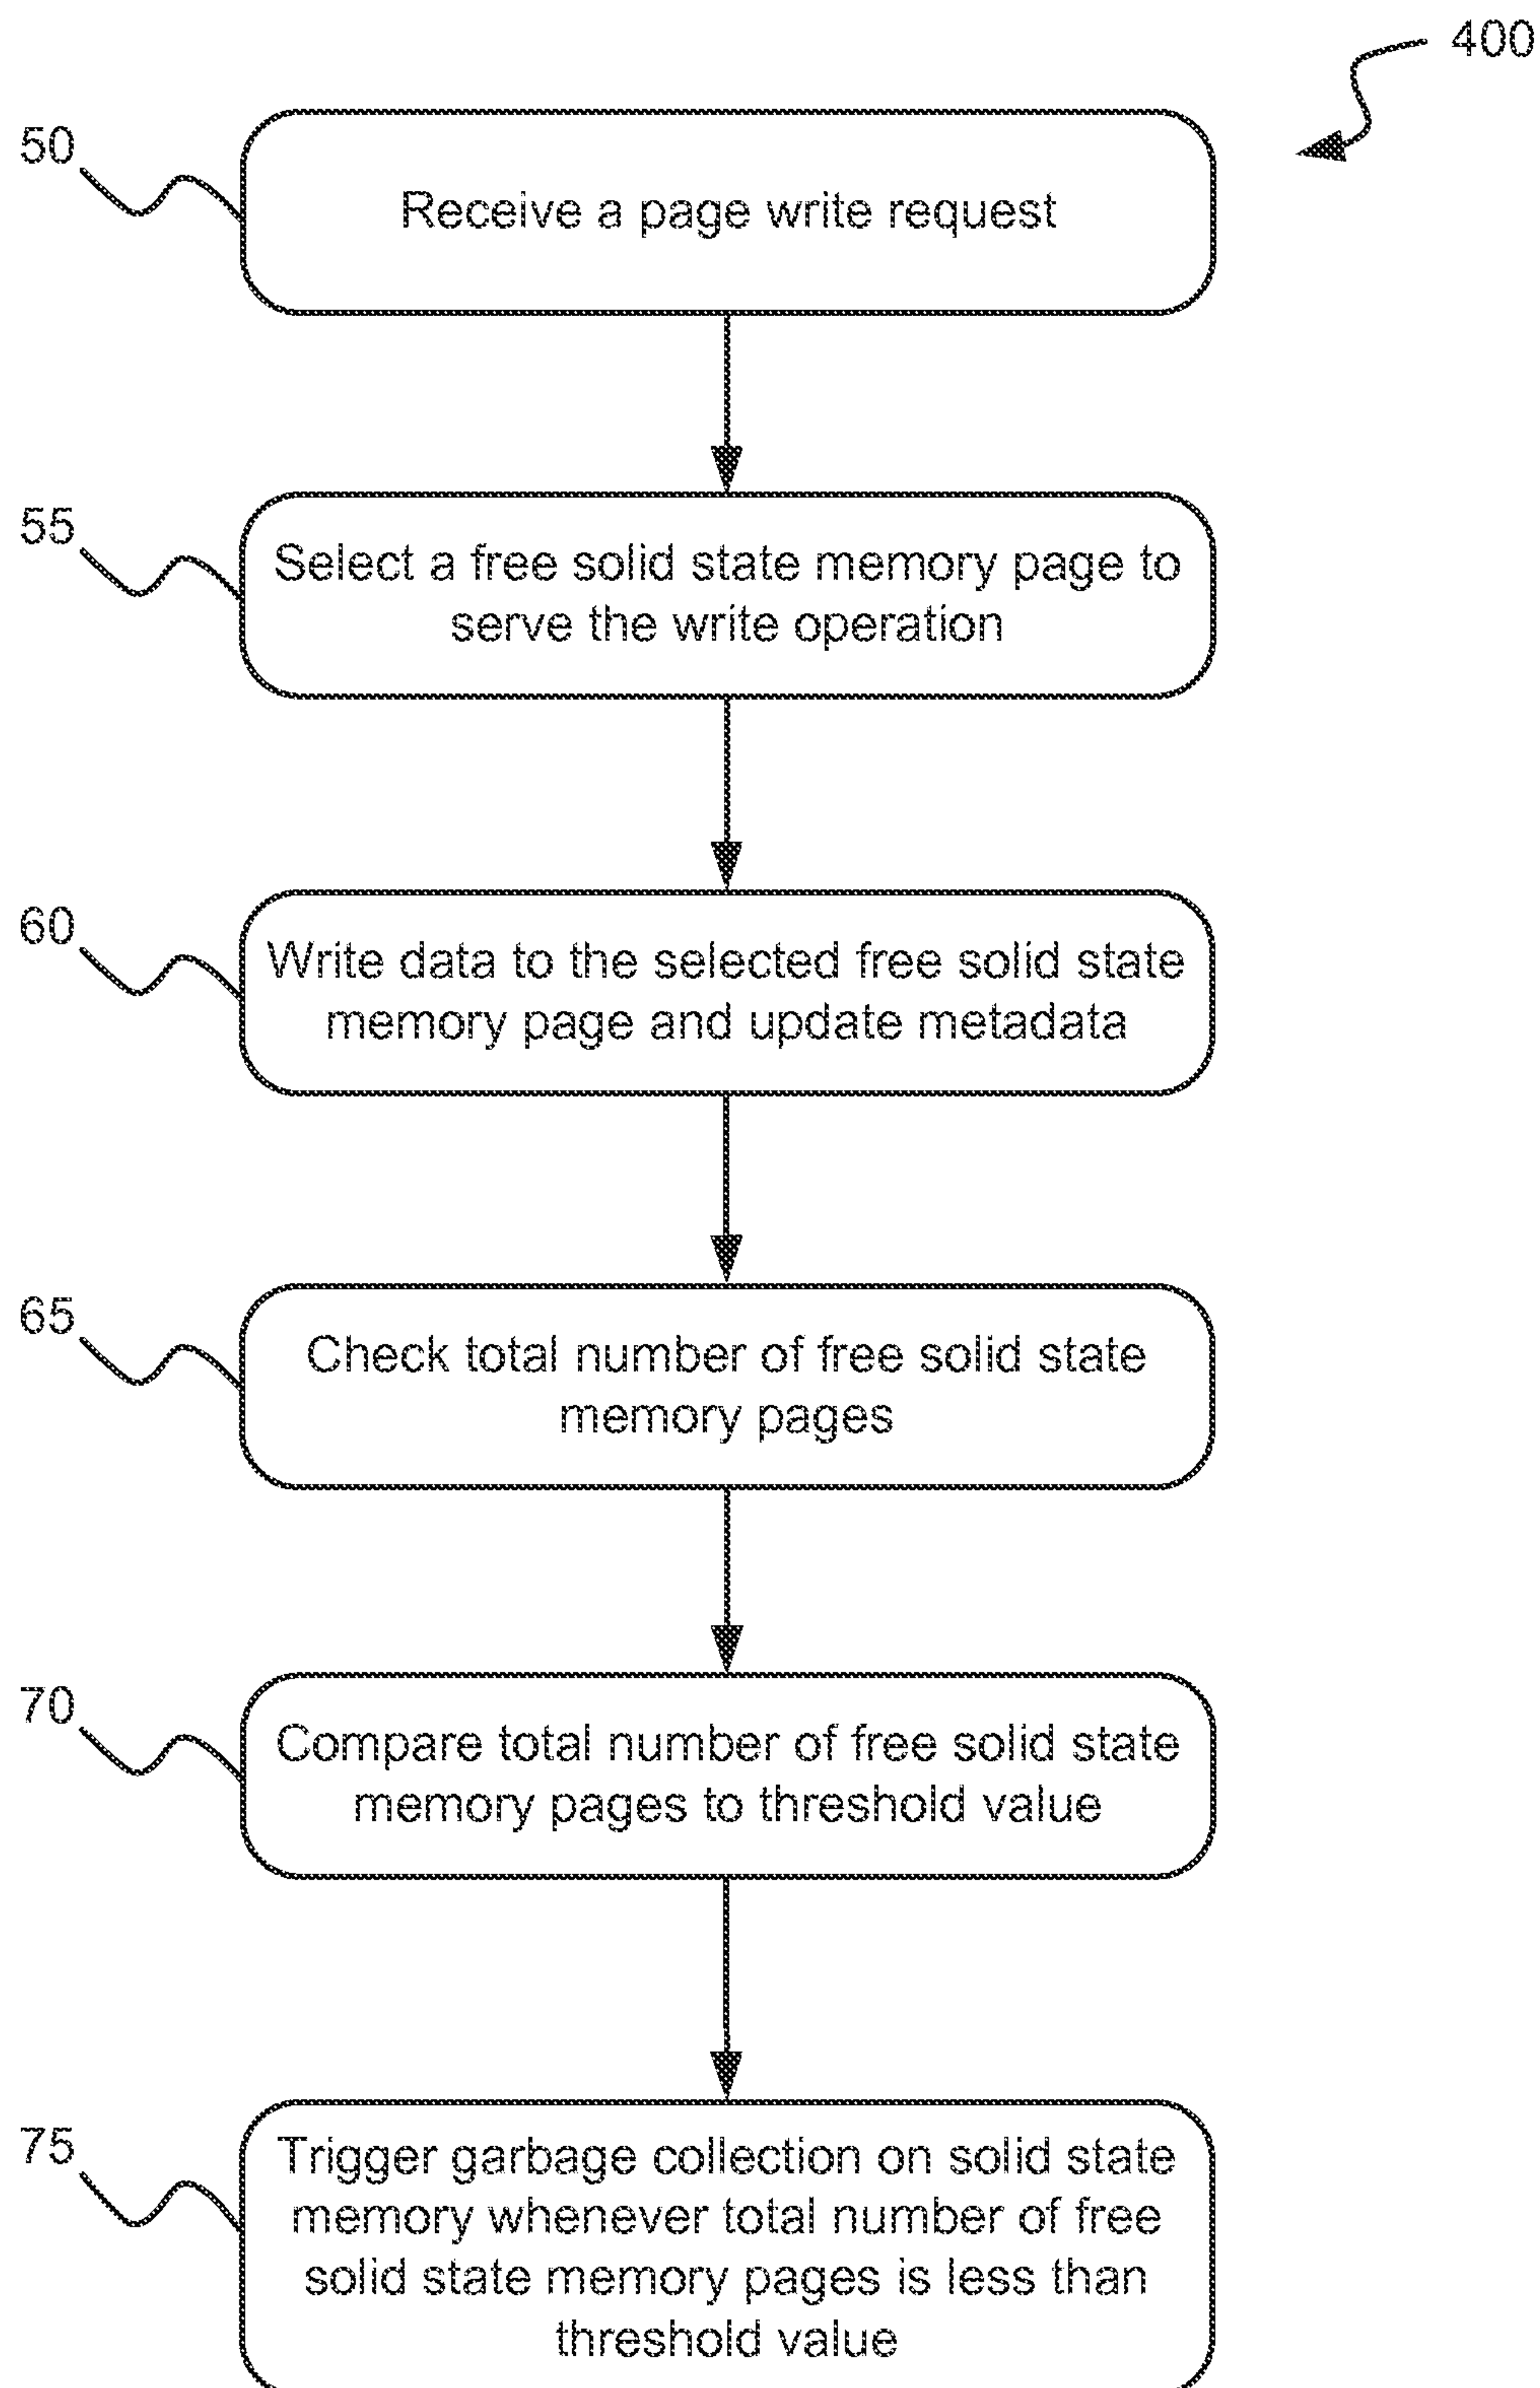 400
50
Receive a page write request
55
Select a free solid state memory page to
serve the write operation
60
Write data to the selected free solid state
memory page and update metadata
65
Check total number of free solid state
memory pages
70
Compare total number of free solid state
memory pages to threshold value
75
Trigger garbage collection on solid state
memory whenever total number of free
solid state memory pages is less than
threshold value